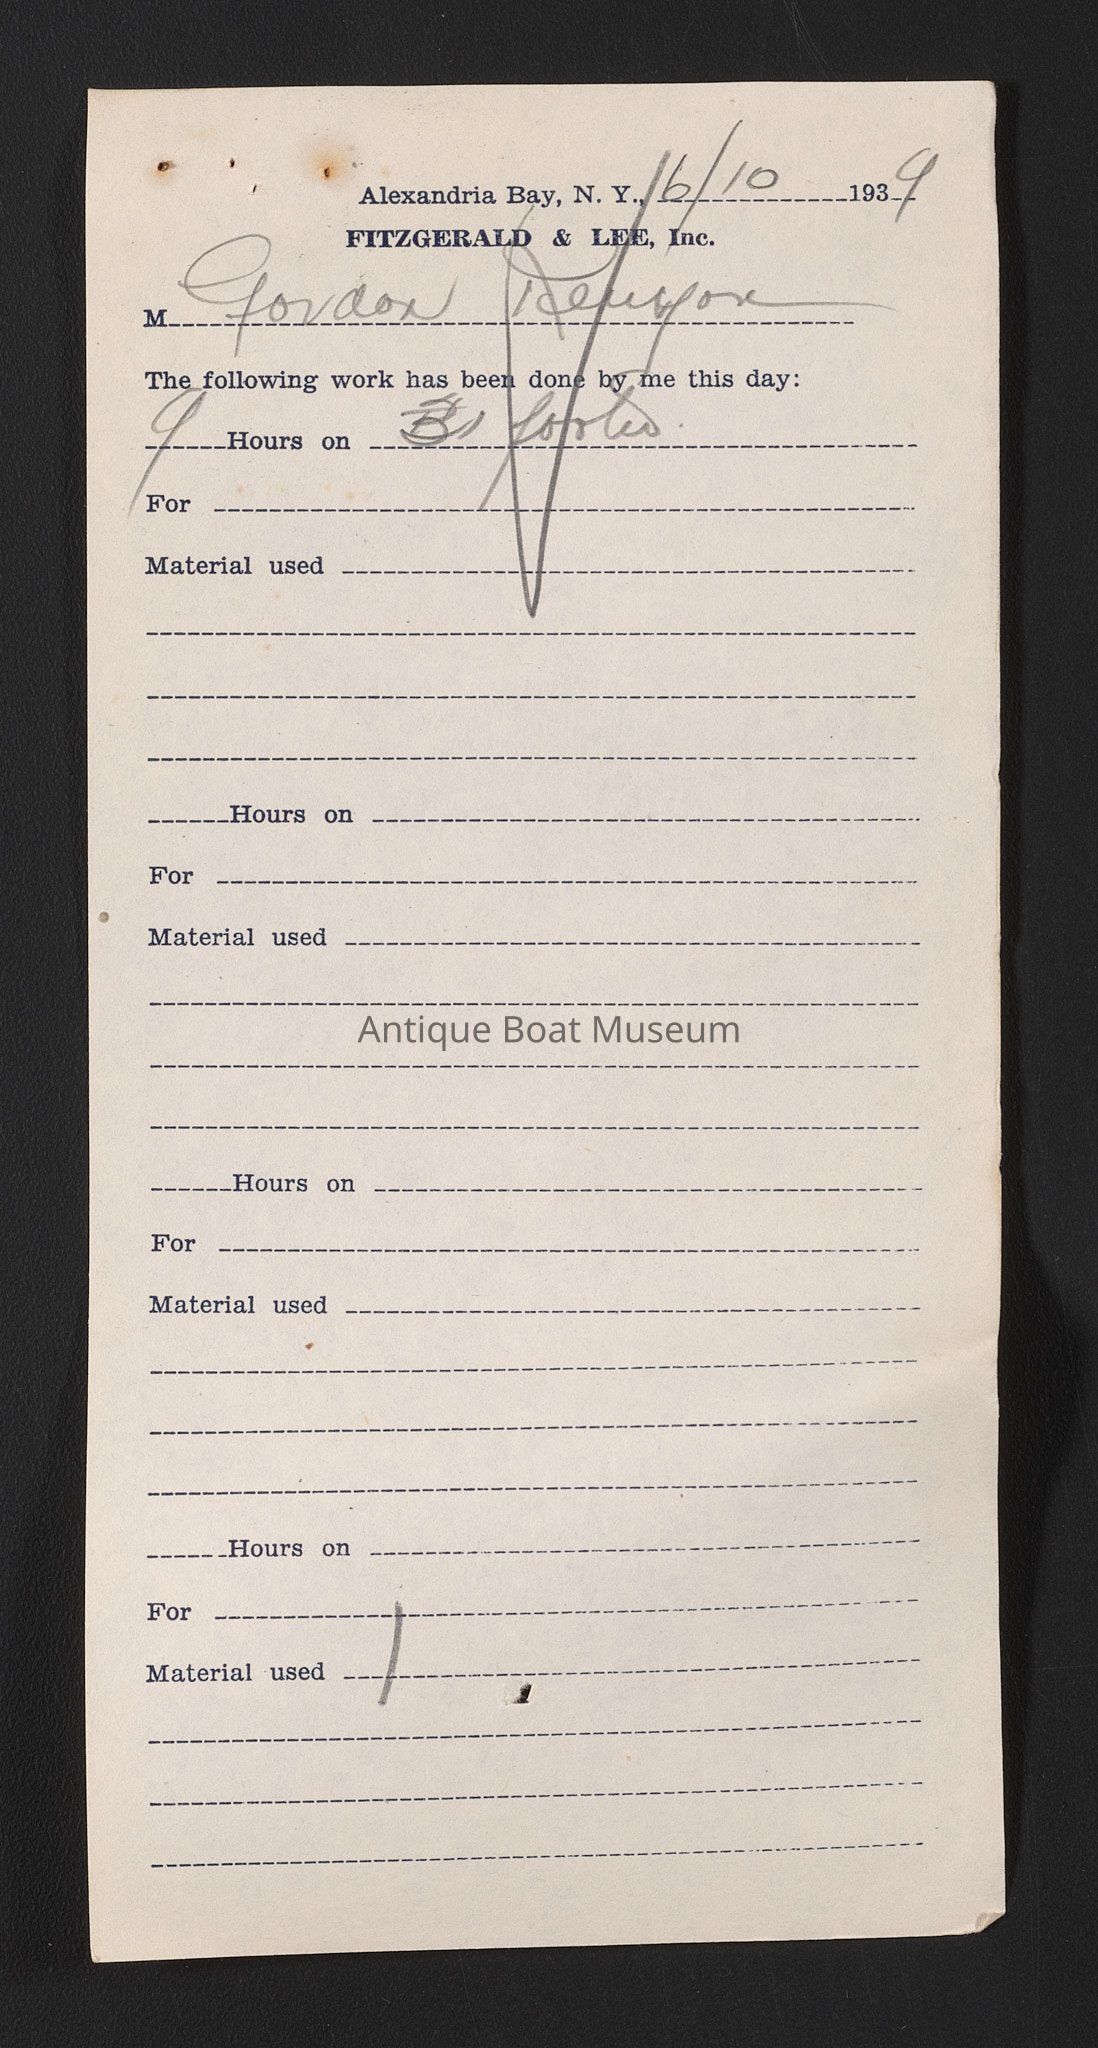 Alexandria Bay, N. Y., 6/10 1939
FITZGERALD & LEE, Inc.
M Gordon Kenyon
The following work has been done by me this day:
9 Hours on
For
Material used
Hours on
For
Material used
Antique Boat Museum
Hours on
For
Material used
Hours on
For
Material used